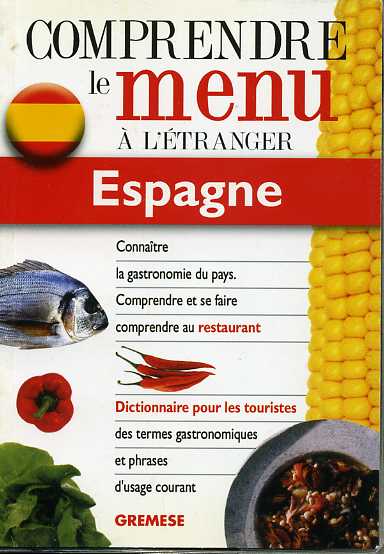 COMPRENDRE
le menu
À L'ÉTRANGER
Espagne
Connaître
la gastronomie du pays.
Comprendre et se faire
comprendre au restaurant
Dictionnaire pour les touristes
des termes gastronomiques
et phrases
d'usage courant
GREMESE